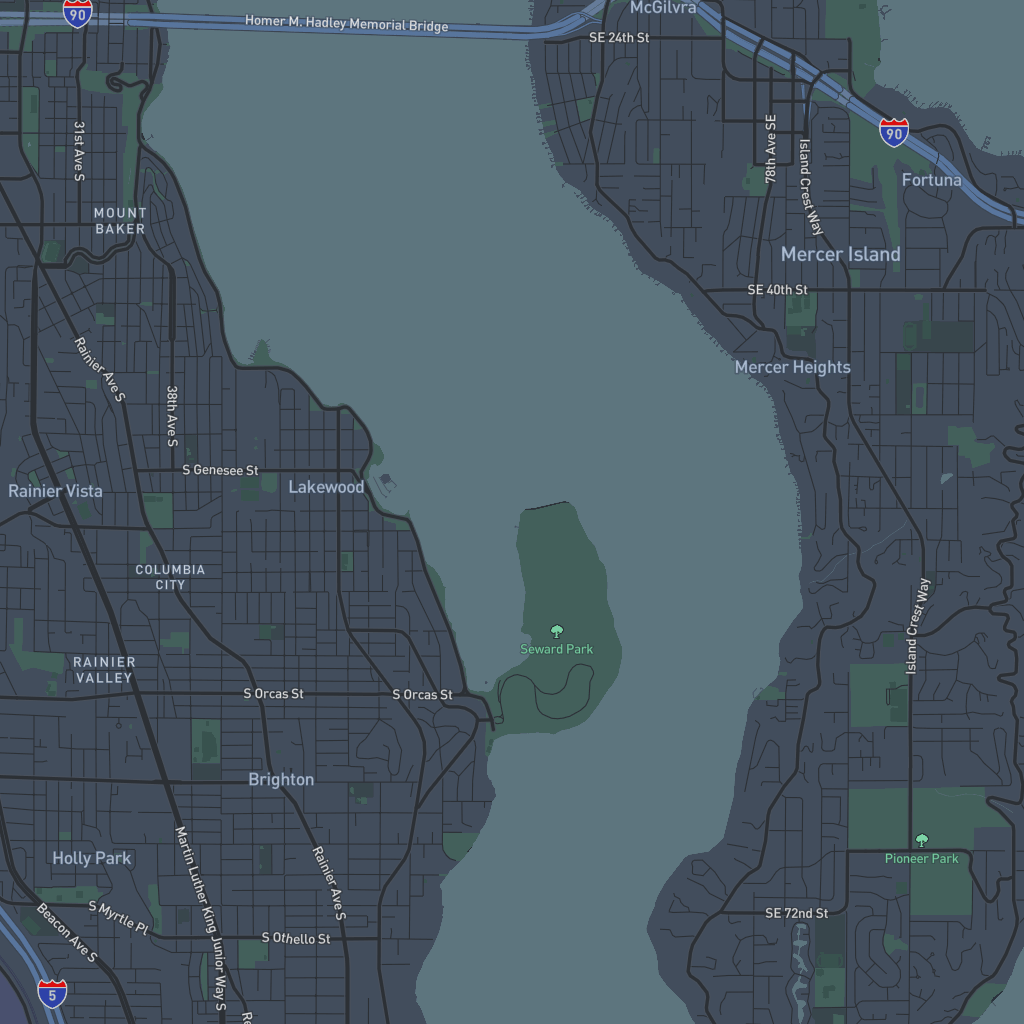 90
Homer M. Hadley Memorial Bridge
McGilvra
SE 24th St
31st Ave S
78th Ave SE
Island Crest Way
90
Fortuna
MOUNT
BAKER
Mercer Island
SE 40th St
Rainier Ave S
Mercer Heights
38th Ave S
S Genesee St
Lakewood
Rainier Vista
COLUMBIA
CITY
Island Crest Way
Seward Park
RAINIER
VALLEY
S Orcas St
S Orcas St
Brighton
Martin Luther King Junior Way S
Rainier Ave S
Holly Park
Pioneer Park
S Myrtle Pl
Beacon Ave S
SE 72nd St
S Othello St
5